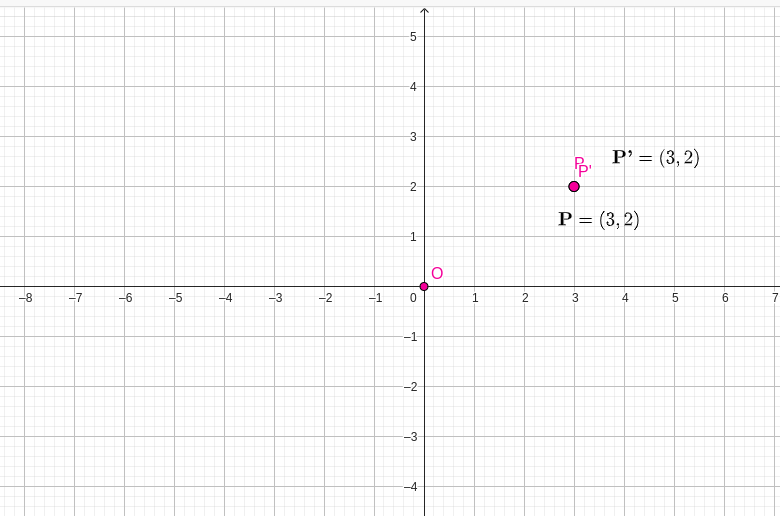 5
4
3
P P' P' = (3, 2)
2
P = (3, 2)
1
O
–8 –7 –6 –5 –4 –3 –2 –1 0 1 2 3 4 5 6 7
–1
–2
–3
–4